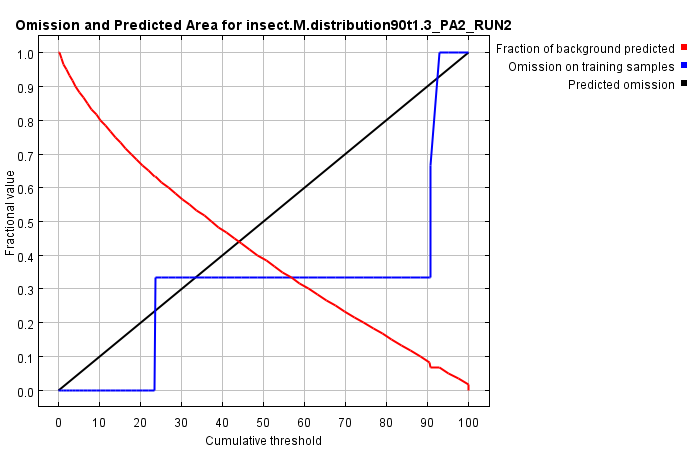 Omission and Predicted Area for insect.M.distribution90t1.3_PA2_RUN2
Fraction of background predicted
Omission on training samples
Predicted omission
Fractional value
1.0
0.9
0.8
0.7
0.6
0.5
0.4
0.3
0.2
0.1
0.0
0 10 20 30 40 50 60 70 80 90 100
Cumulative threshold